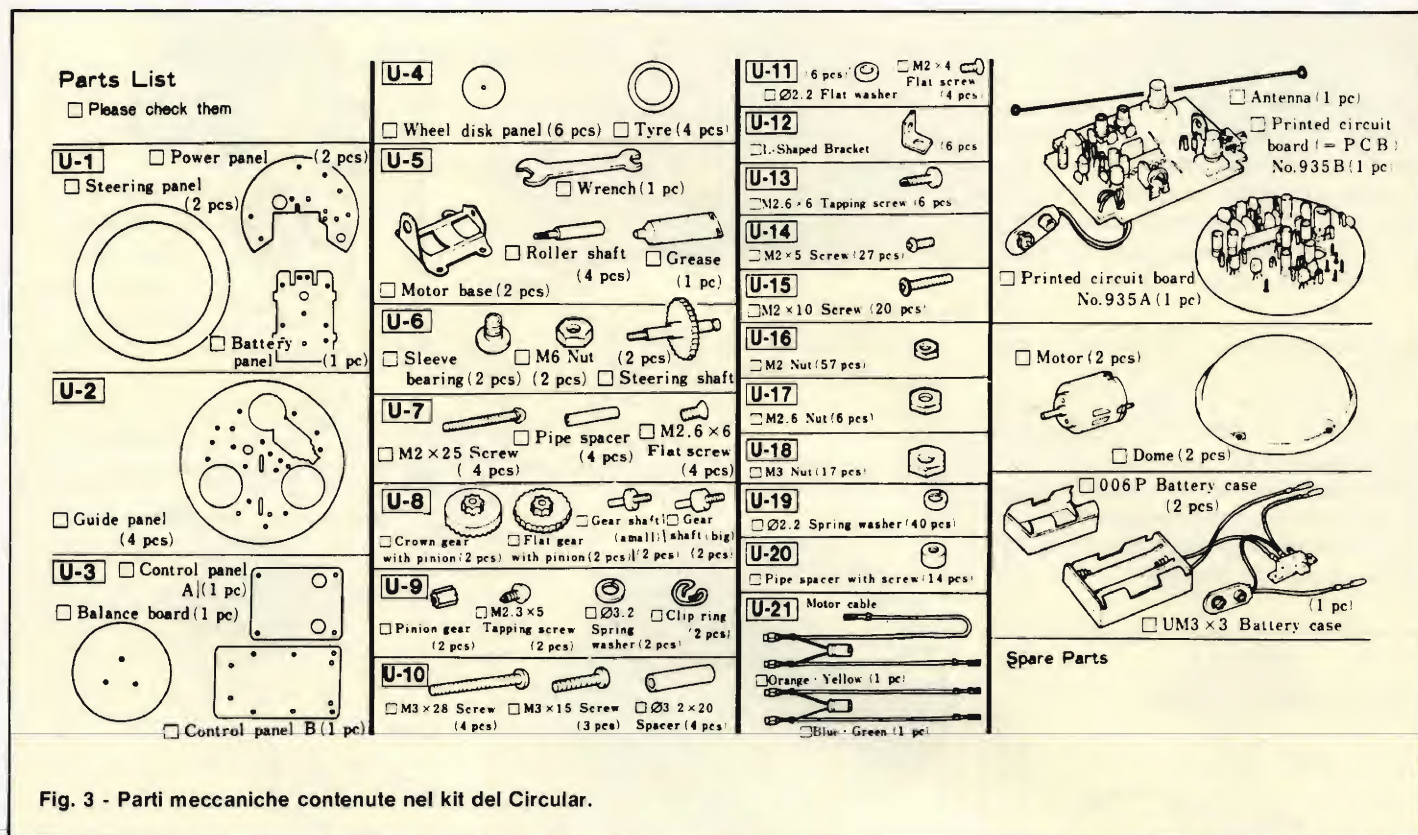 Parts List
☐ Please check them
U-1
☐ Power panel (2 pcs)
☐ Steering panel
(2 pcs)
☐ Battery
panel (1 pc)
U-2
☐ Guide panel
(4 pcs)
U-3
☐ Control panel
A (1 pc)
☐ Balance board (1 pc)
☐ Control panel B (1 pc)
U-4
☐ Wheel disk panel (6 pcs) ☐ Tyre (4 pcs)
U-5
☐ Wrench (1 pc)
☐ Roller shaft
(4 pcs)
☐ Grease
(1 pc)
☐ Motor base (2 pcs)
U-6
☐ Sleeve
bearing (2 pcs)
☐ M6 Nut
(2 pcs)
(2 pcs)
☐ Steering shaft
U-7
☐ M2×25 Screw
(4 pcs)
☐ Pipe spacer
(4 pcs)
☐ M2.6×6
Flat screw
(4 pcs)
U-8
☐ Crown gear
with pinion (2 pcs)
☐ Flat gear
with pinion (2 pcs)
☐ Gear shaft
(amall) (2 pcs)
☐ Gear
shaft (big)
(2 pcs)
U-9
☐ Pinion gear
(2 pcs)
☐ M2.3×5
Tapping screw
(2 pcs)
☐ Ø3.2
Spring
washer (2 pcs)
☐ Clip ring
(2 pcs)
U-10
☐ M3×28 Screw
(4 pcs)
☐ M3×15 Screw
(3 pcs)
☐ Ø3 2×20
Spacer (4 pcs)
U-11
(6 pcs)
☐ Ø2.2 Flat washer
☐ M2×4
Flat screw
(4 pcs)
U-12
☐ L-Shaped Bracket (6 pcs
U-13
☐ M2.6×6 Tapping screw (6 pcs
U-14
☐ M2×5 Screw (27 pcs)
U-15
☐ M2×10 Screw (20 pcs)
U-16
☐ M2 Nut (57 pcs)
U-17
☐ M2.6 Nut (6 pcs)
U-18
☐ M3 Nut (17 pcs)
U-19
☐ Ø2.2 Spring washer (40 pcs)
U-20
☐ Pipe spacer with screw (14 pcs)
U-21
Motor cable
☐ Orange · Yellow (1 pc)
☐ Blue · Green (1 pc)
☐ Antenna (1 pc)
☐ Printed circuit
board (= PCB)
No.935B (1 pc)
☐ Printed circuit board
No.935A (1 pc)
☐ Motor (2 pcs)
☐ Dome (2 pcs)
☐ 006P Battery case
(2 pcs)
(1 pc)
☐ UM3×3 Battery case
Spare Parts
Fig. 3 - Parti meccaniche contenute nel kit del Circular.